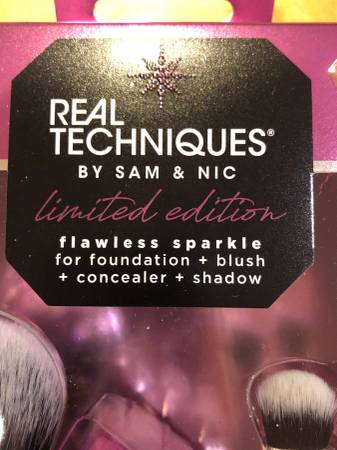 REAL
TECHNIQUES®
BY SAM & NIC
limited edition
flawless sparkle
for foundation + blush
+ concealer + shadow